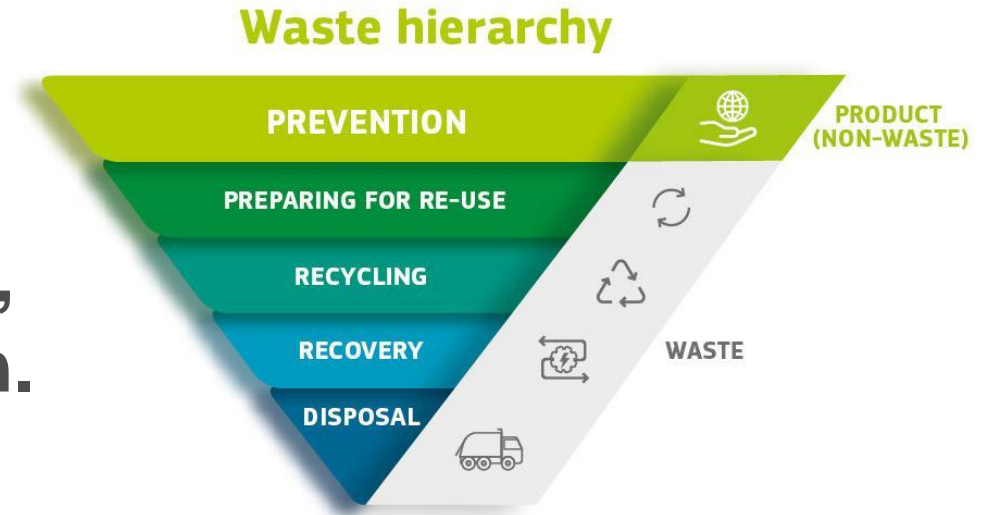 Waste hierarchy
PREVENTION
PRODUCT
(NON-WASTE)
PREPARING FOR RE-USE
RECYCLING
,
n.
RECOVERY
WASTE
DISPOSAL